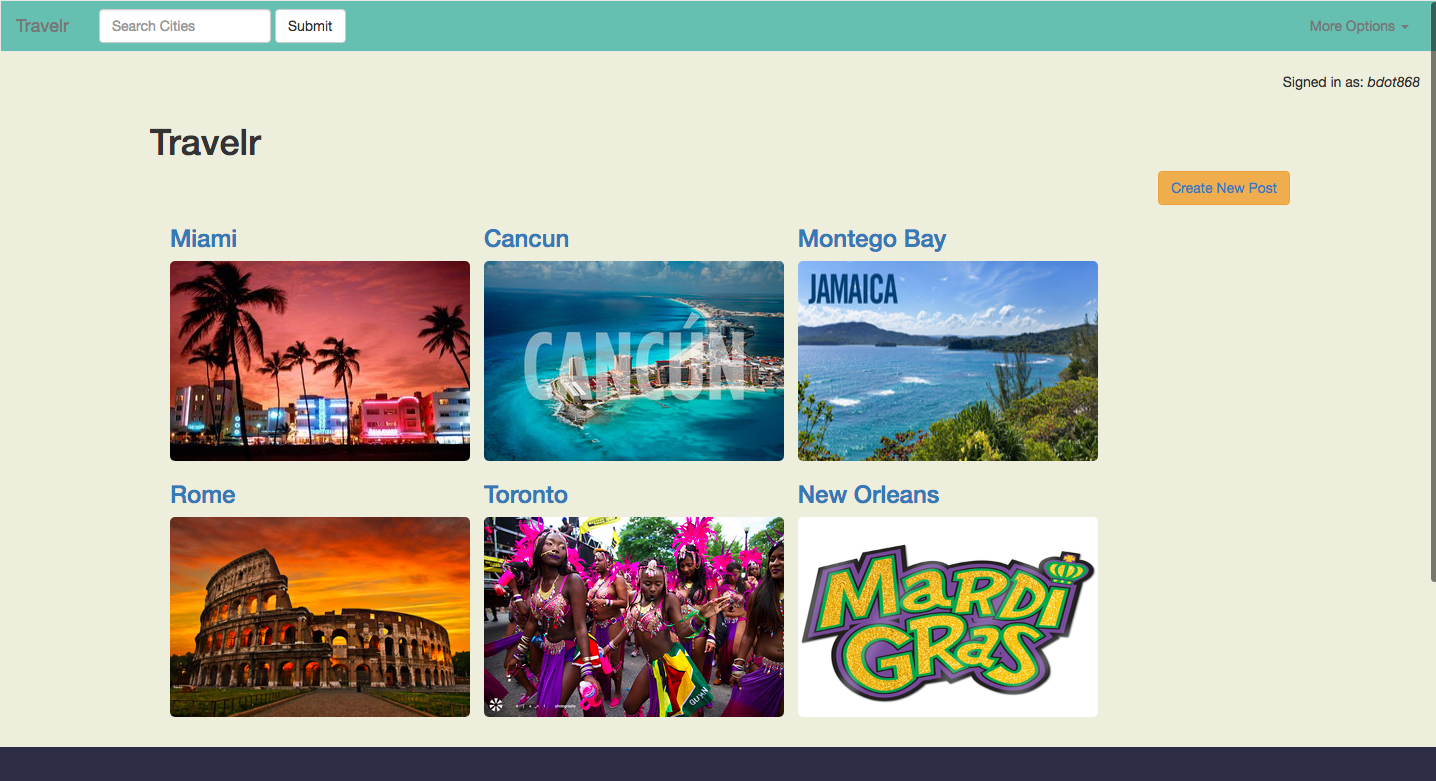 Travelr
Search Cities
Submit
More Options
Signed in as: bdot868
Travelr
Create New Post
Miami
Cancun
Montego Bay
CANCÚN
JAMAICA
Rome
Toronto
New Orleans
MARDI
GRAS
photography